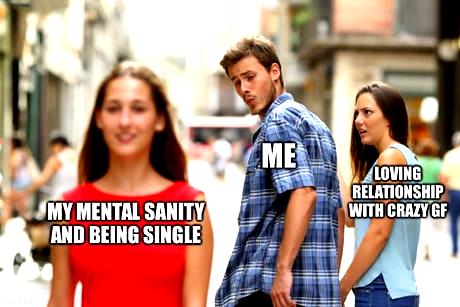 MY MENTAL SANITY
AND BEING SINGLE
ME
LOVING
RELATIONSHIP
WITH CRAZY GF